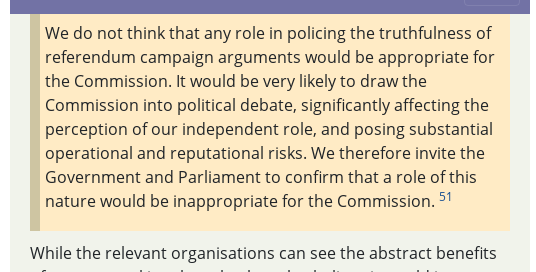 We do not think that any role in policing the truthfulness of
referendum campaign arguments would be appropriate for
the Commission. It would be very likely to draw the
Commission into political debate, significantly affecting the
perception of our independent role, and posing substantial
operational and reputational risks. We therefore invite the
Government and Parliament to confirm that a role of this
nature would be inappropriate for the Commission. 51
While the relevant organisations can see the abstract benefits